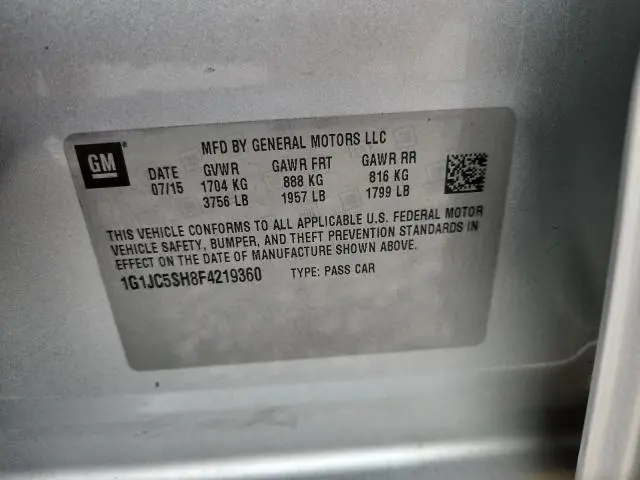 GM
MFD BY GENERAL MOTORS LLC
DATE GVWR GAWR FRT GAWR RR
07/15 1704 KG 888 KG 816 KG
3756 LB 1957 LB 1799 LB
THIS VEHICLE CONFORMS TO ALL APPLICABLE U.S. FEDERAL MOTOR
VEHICLE SAFETY, BUMPER, AND THEFT PREVENTION STANDARDS IN
EFFECT ON THE DATE OF MANUFACTURE SHOWN ABOVE.
1G1JC5SH8F4219360 TYPE: PASS CAR